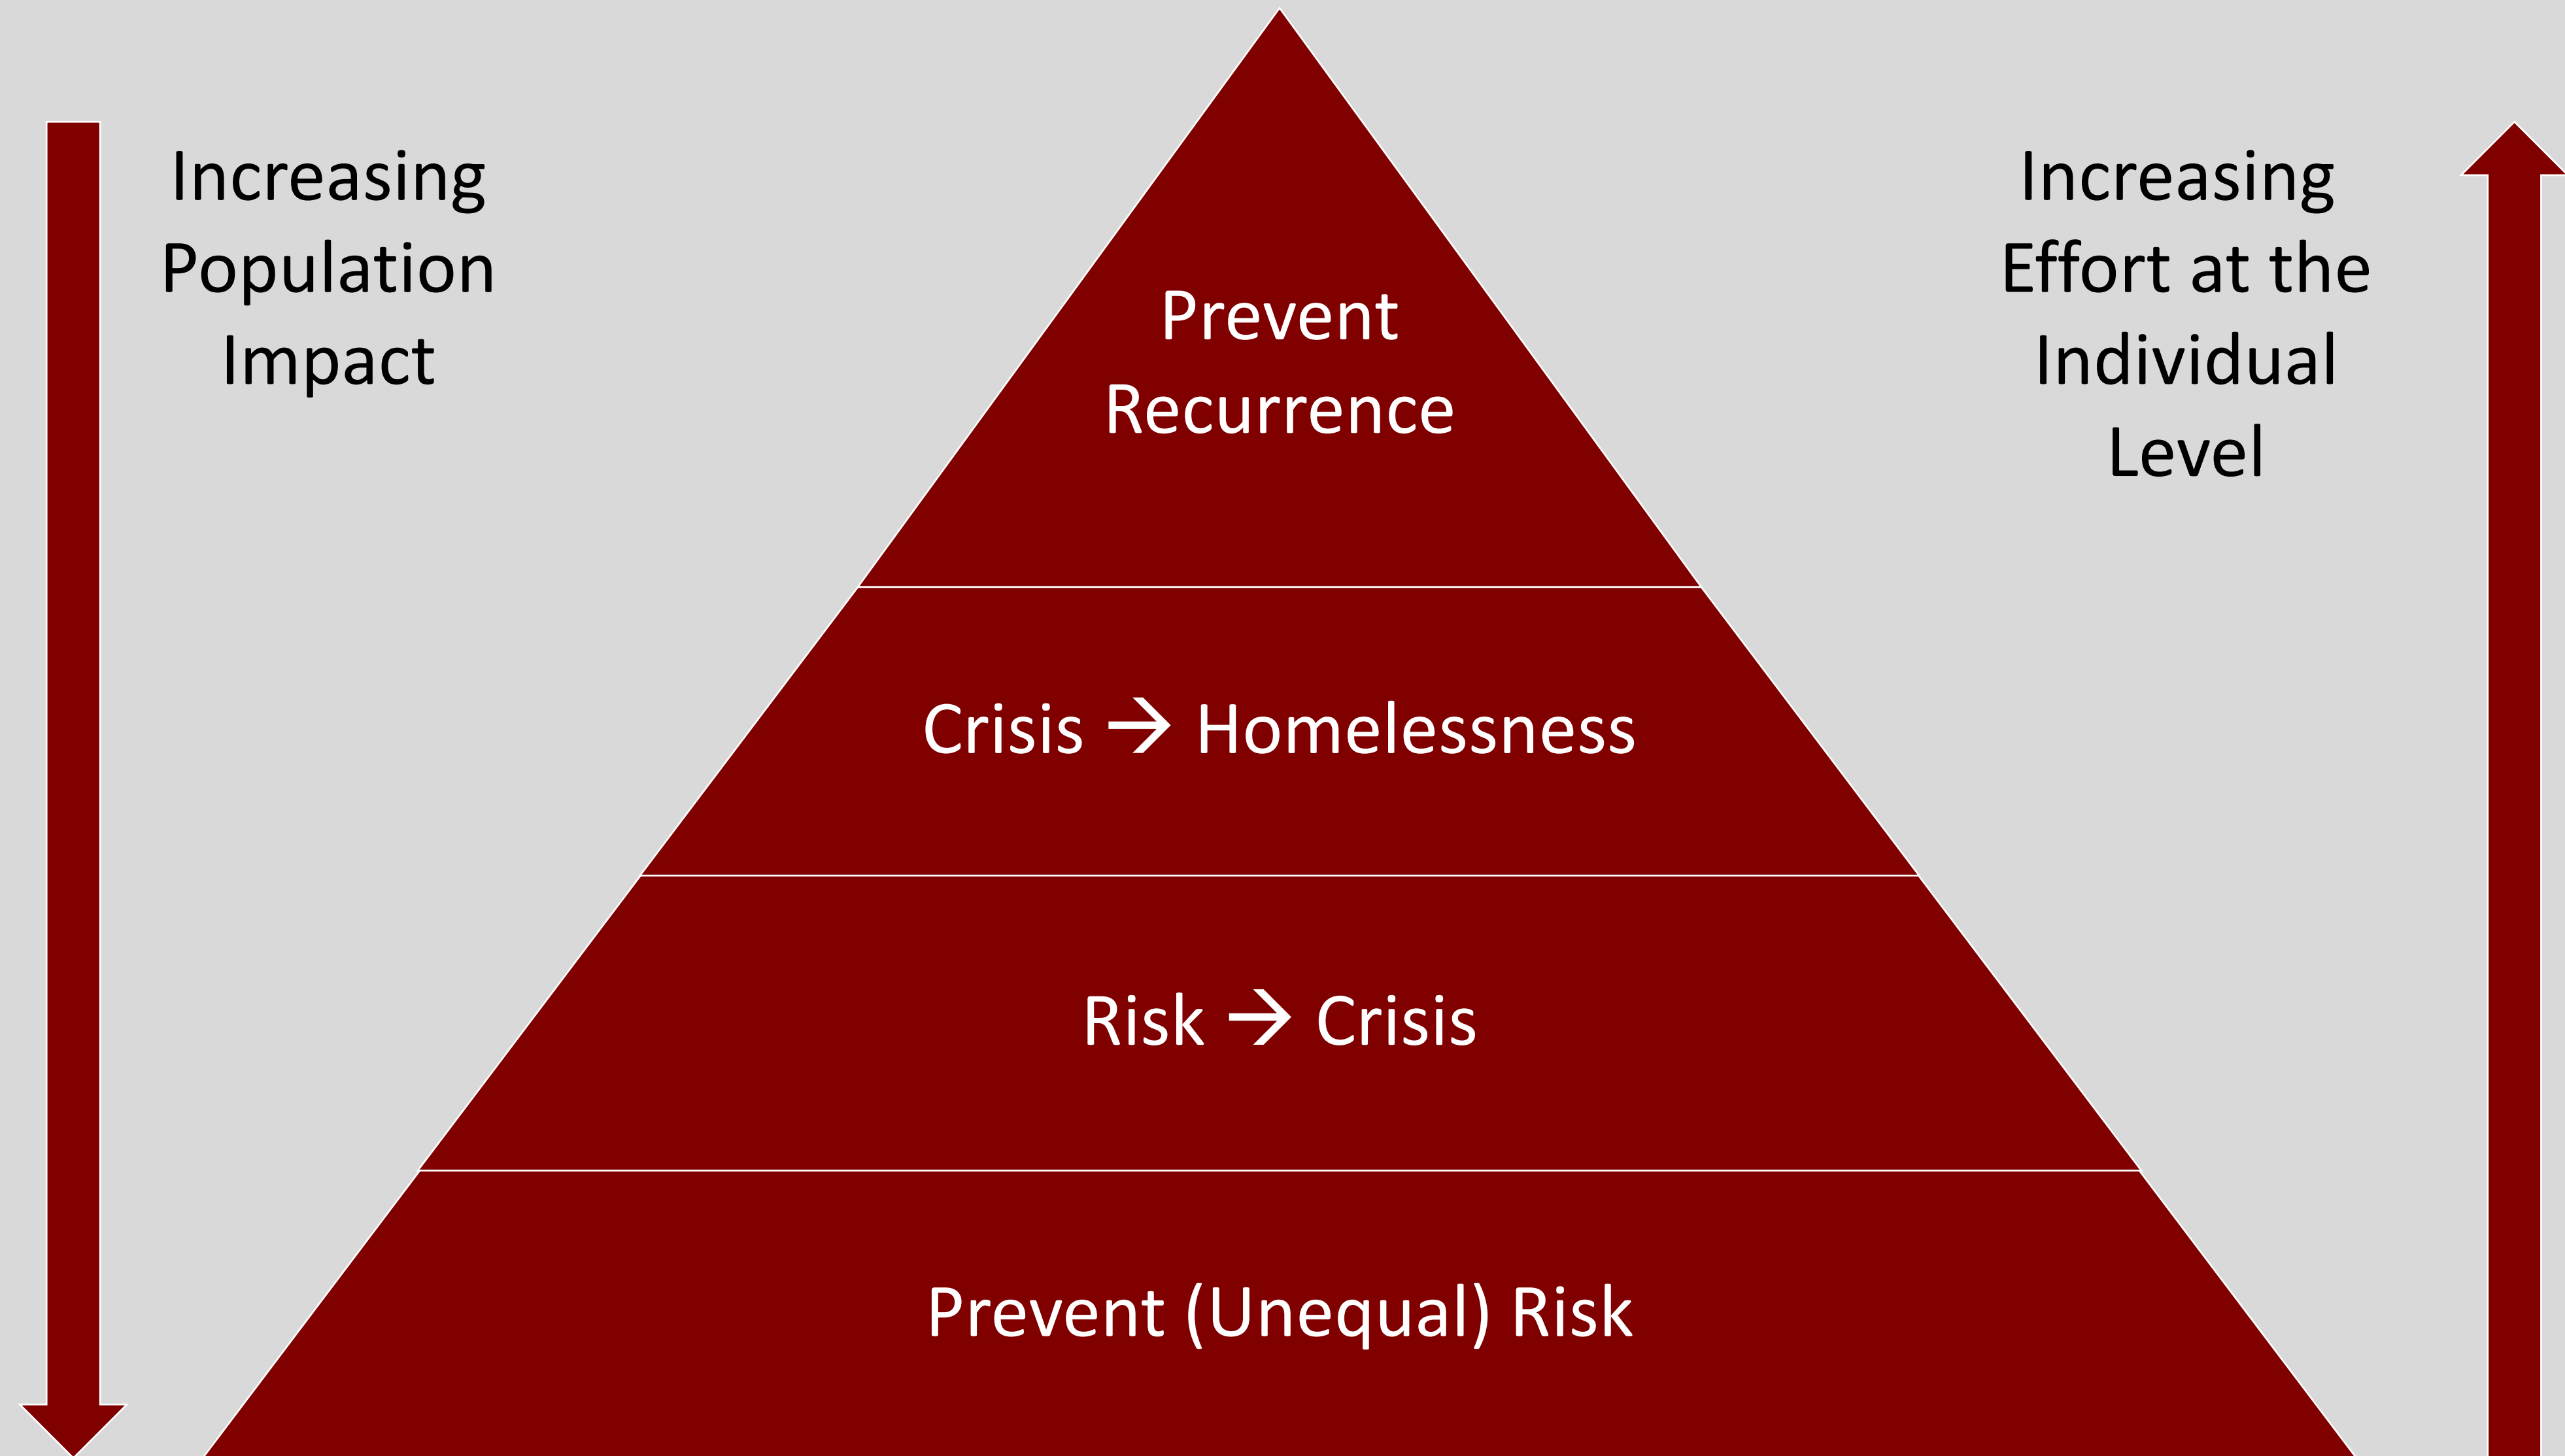 Increasing
Population
Impact
Increasing
Effort at the
Individual
Level
Prevent
Recurrence
Crisis → Homelessness
Risk → Crisis
Prevent (Unequal) Risk